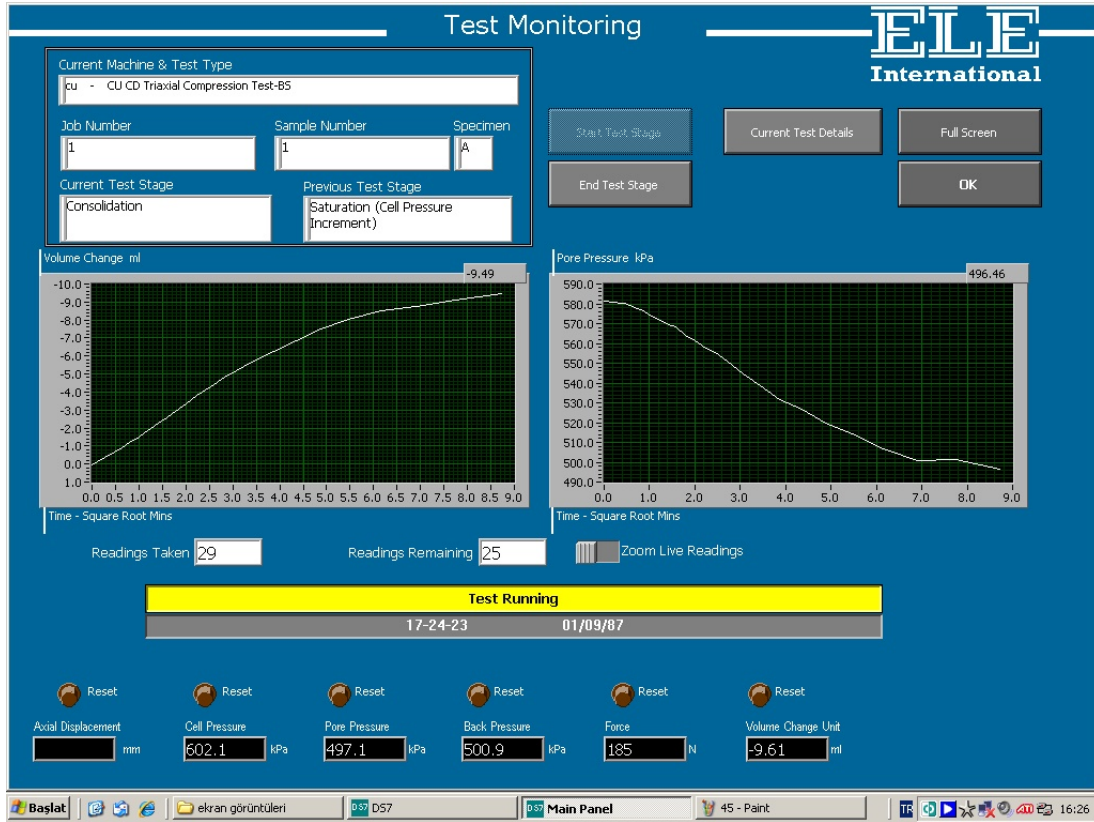 Test Monitoring
ELE
International
Current Machine & Test Type
cu - CU CD Triaxial Compression Test-BS
Job Number Sample Number Specimen
1 1 A
Current Test Stage Previous Test Stage
Consolidation Saturation (Cell Pressure
Increment)
Start Test Stage Current Test Details Full Screen
End Test Stage OK
Volume Change ml
-9.49
-10.0
-9.0
-8.0
-7.0
-6.0
-5.0
-4.0
-3.0
-2.0
-1.0
0.0
1.0
0.0 0.5 1.0 1.5 2.0 2.5 3.0 3.5 4.0 4.5 5.0 5.5 6.0 6.5 7.0 7.5 8.0 8.5 9.0
Time - Square Root Mins
Pore Pressure kPa
496.46
590.0
580.0
570.0
560.0
550.0
540.0
530.0
520.0
510.0
500.0
490.0
0.0 1.0 2.0 3.0 4.0 5.0 6.0 7.0 8.0 9.0
Time - Square Root Mins
Readings Taken 29 Readings Remaining 25 Zoom Live Readings
Test Running
17-24-23 01/09/87
Reset Reset Reset Reset Reset Reset
Axial Displacement Cell Pressure Pore Pressure Back Pressure Force Volume Change Unit
mm 602.1 kPa 497.1 kPa 500.9 kPa 185 N -9.61 ml
Başlat ekran görüntüleri DS7 DS7 DS7 Main Panel 45 - Paint TR 16:26